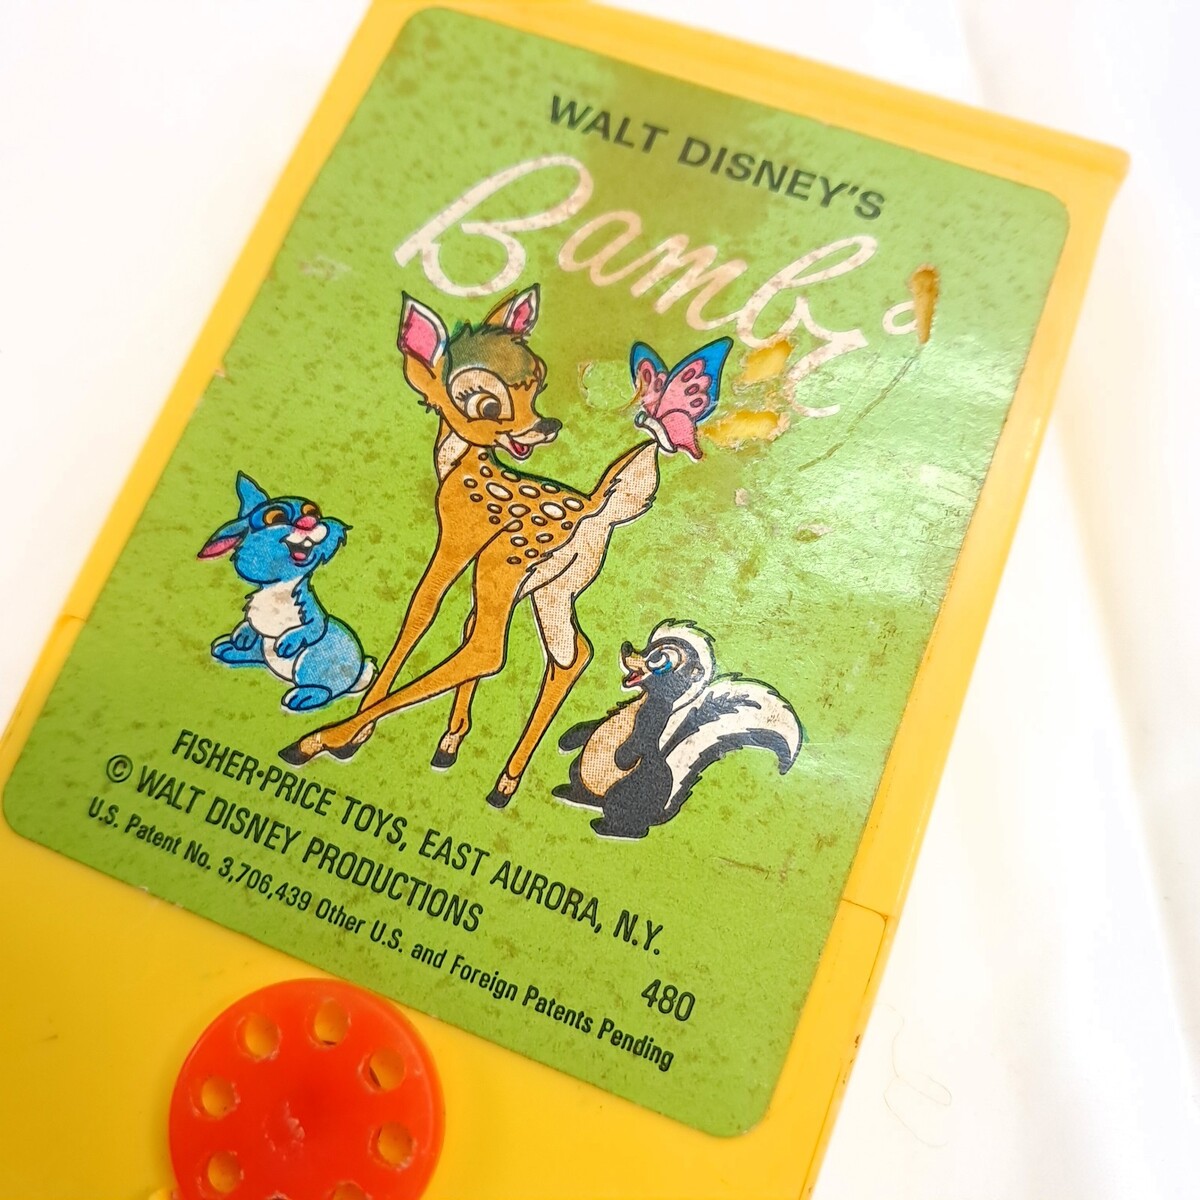 WALT DISNEY'S
Bambi
FISHER-PRICE TOYS, EAST AURORA, N.Y.
© WALT DISNEY PRODUCTIONS
480
U.S. Patent No. 3,706,439 Other U.S. and Foreign Patents Pending